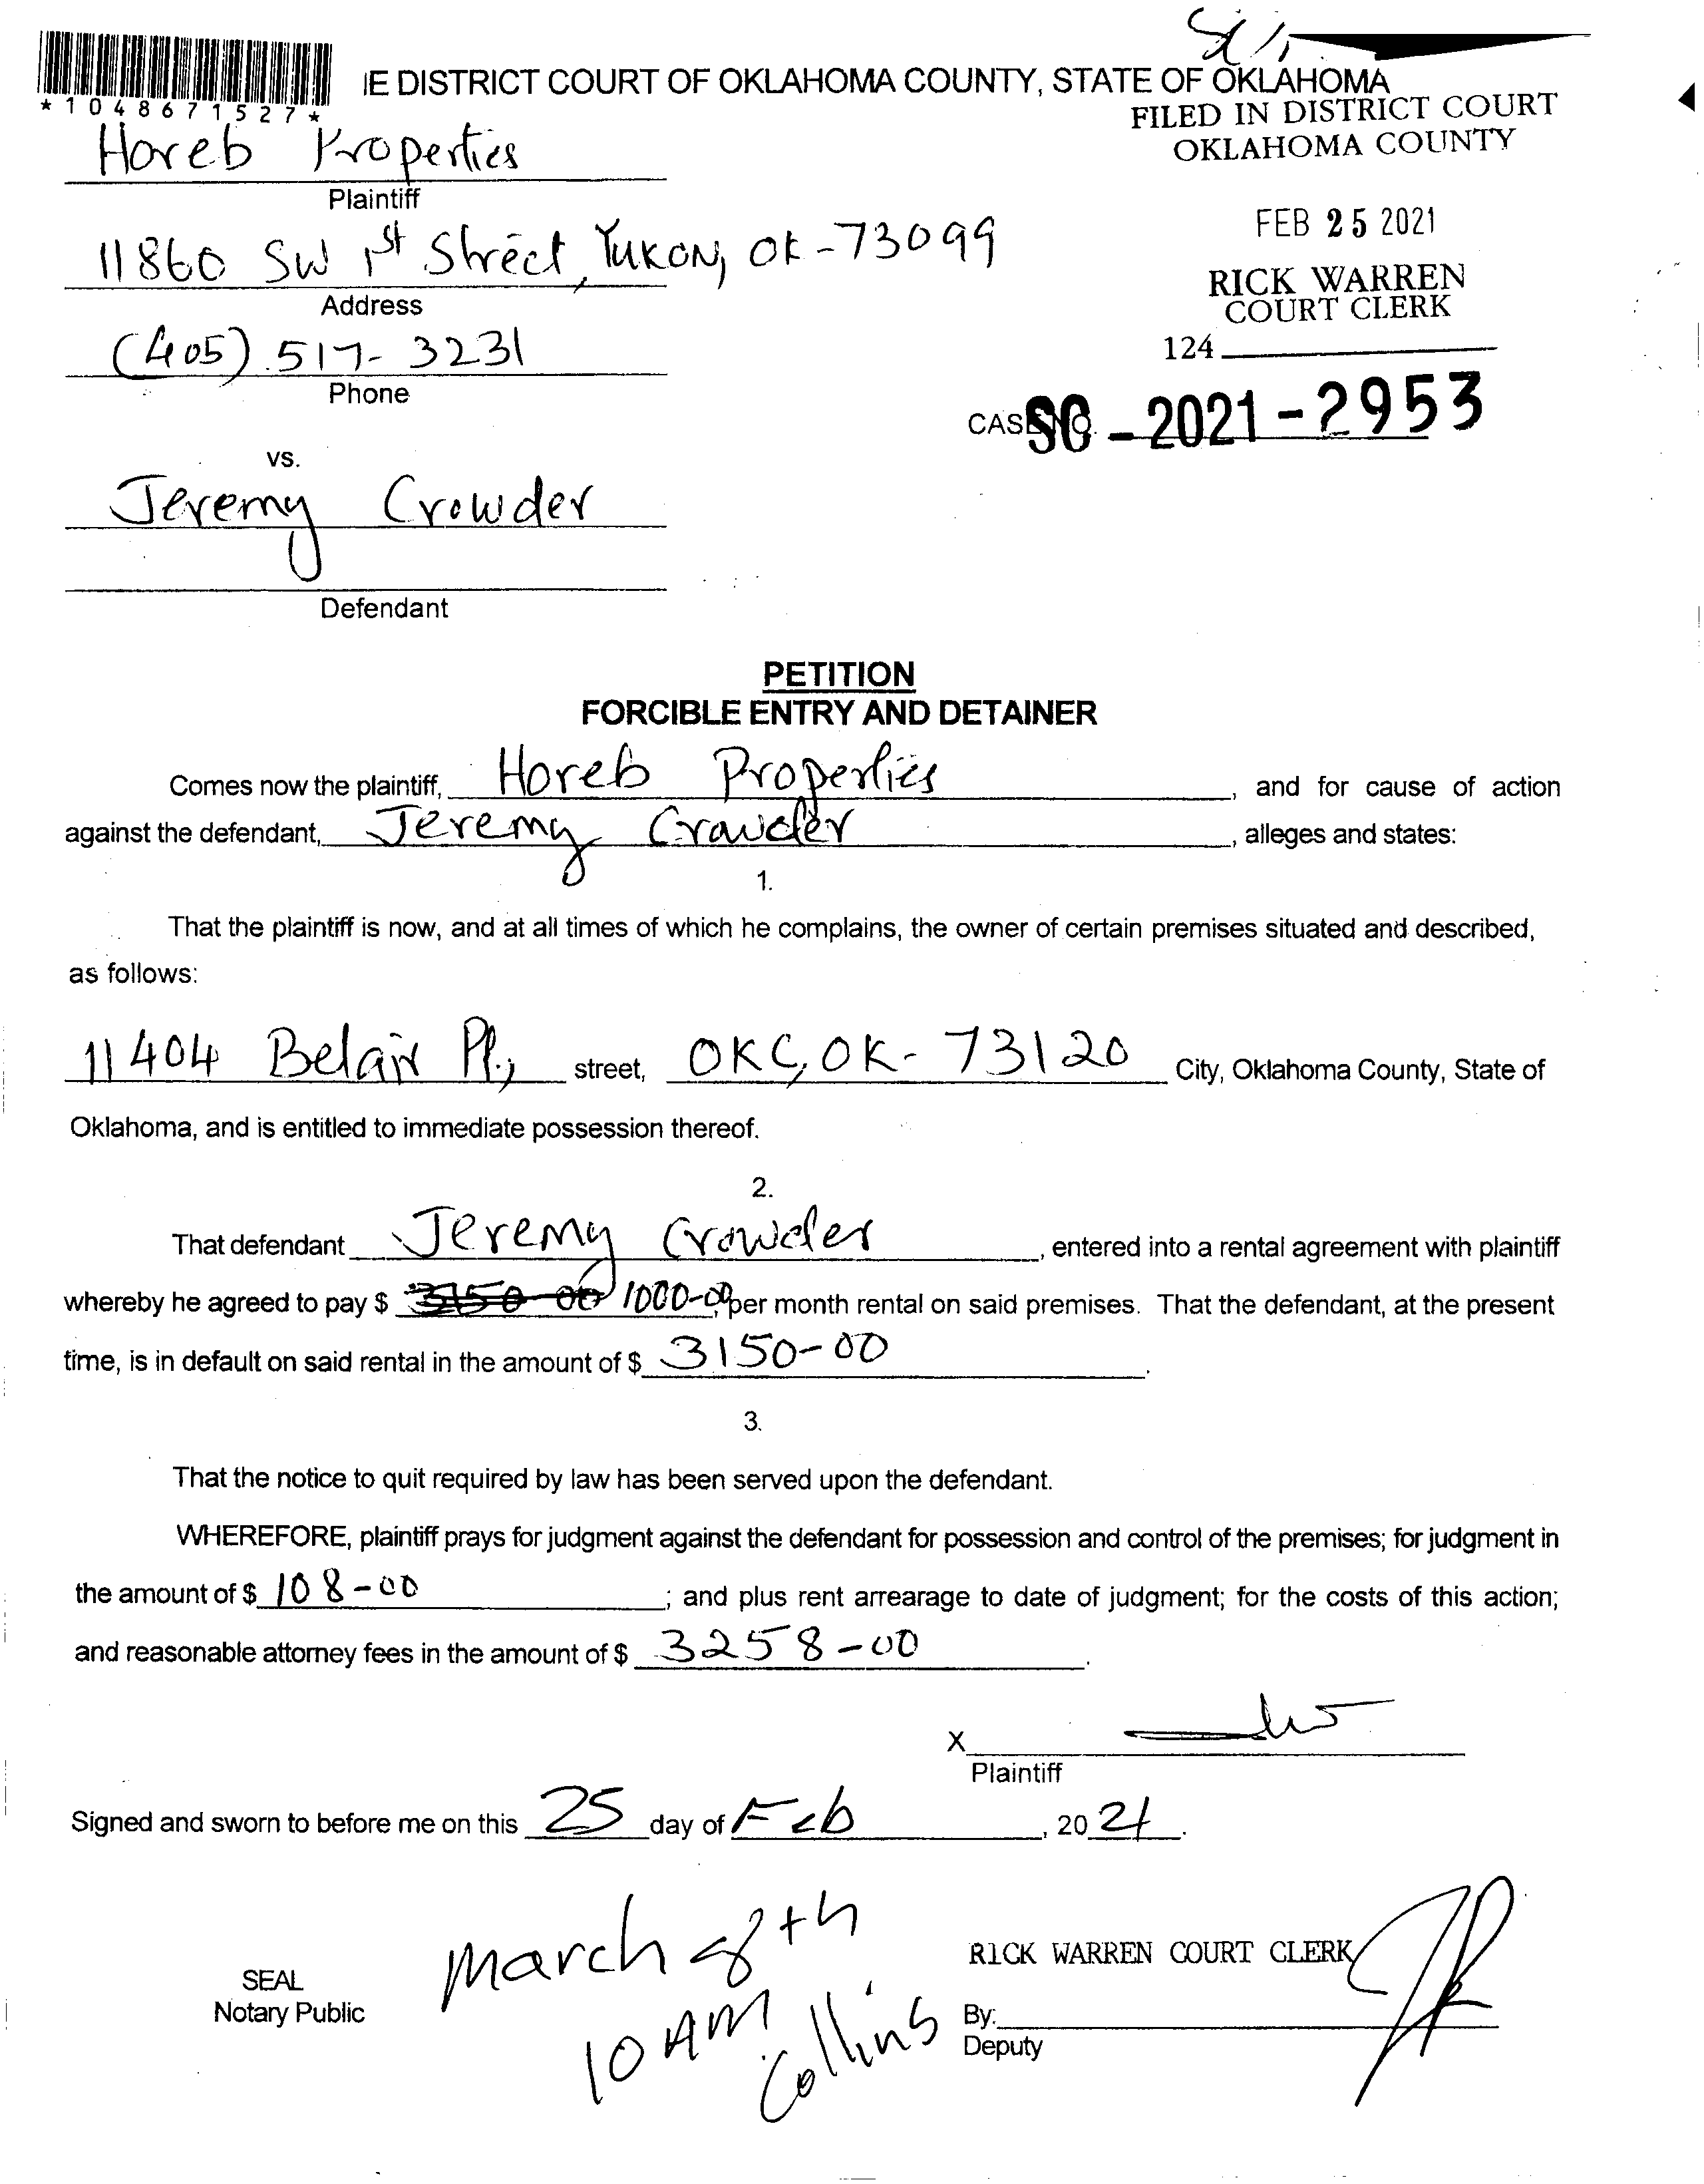 IE DISTRICT COURT OF OKLAHOMA COUNTY, STATE OF OKLAHOMA
*1048671527*
FILED IN DISTRICT COURT
OKLAHOMA COUNTY
Horeb Properties
Plaintiff
FEB 25 2021
11860 SW 1st Street, Yukon, OK-73099
Address
RICK WARREN
COURT CLERK
(405) 517-3231
Phone
124
CASE NO. SC-2021-2953
vs.
Jeremy Crowder
Defendant
PETITION
FORCIBLE ENTRY AND DETAINER
Comes now the plaintiff, Horeb Properties, and for cause of action
against the defendant, Jeremy Crowder, alleges and states:
1.
That the plaintiff is now, and at all times of which he complains, the owner of certain premises situated and described,
as follows:
11404 Belair Pl., street, OKC, OK-73120 City, Oklahoma County, State of
Oklahoma, and is entitled to immediate possession thereof.
2.
That defendant Jeremy Crowder, entered into a rental agreement with plaintiff
whereby he agreed to pay $ 3150-00 1000-00, per month rental on said premises. That the defendant, at the present
time, is in default on said rental in the amount of $ 3150-00.
3.
That the notice to quit required by law has been served upon the defendant.
WHEREFORE, plaintiff prays for judgment against the defendant for possession and control of the premises; for judgment in
the amount of $ 108-00; and plus rent arrearage to date of judgment; for the costs of this action;
and reasonable attorney fees in the amount of $ 3258-00.
X
Plaintiff
Signed and sworn to before me on this 25 day of Feb, 2021.
March 8th
10 AM
Collins
SEAL
Notary Public
RICK WARREN COURT CLERK
By:
Deputy